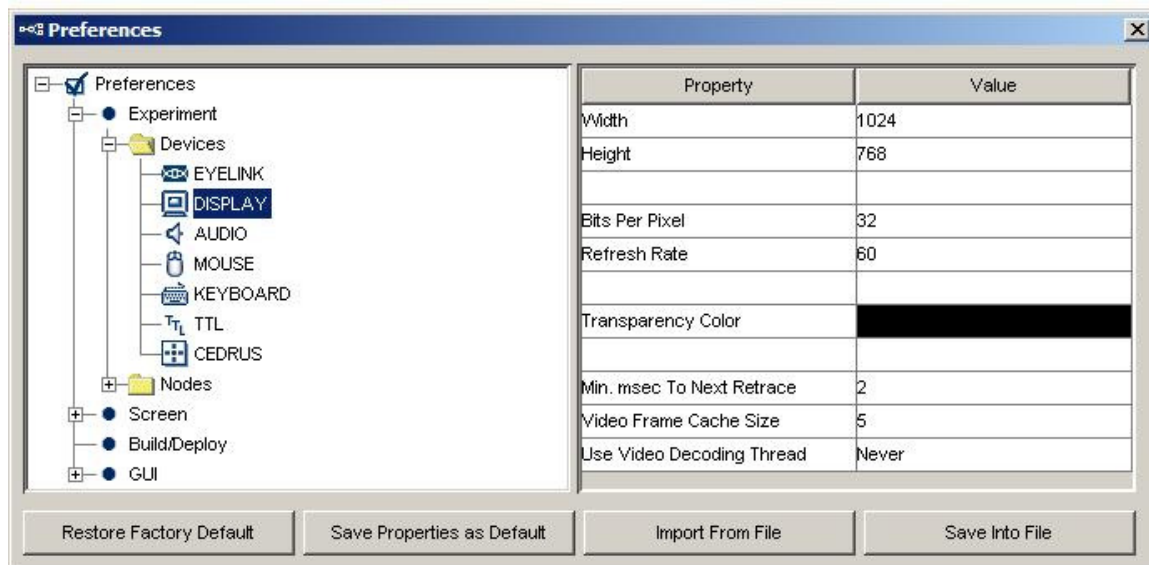 Preferences
Preferences
Experiment
Devices
EYELINK
DISPLAY
AUDIO
MOUSE
KEYBOARD
TTL
CEDRUS
Nodes
Screen
Build/Deploy
GUI
Property Value
Width 1024
Height 768
Bits Per Pixel 32
Refresh Rate 60
Transparency Color
Min. msec To Next Retrace 2
Video Frame Cache Size 5
Use Video Decoding Thread Never
Restore Factory Default Save Properties as Default Import From File Save Into File